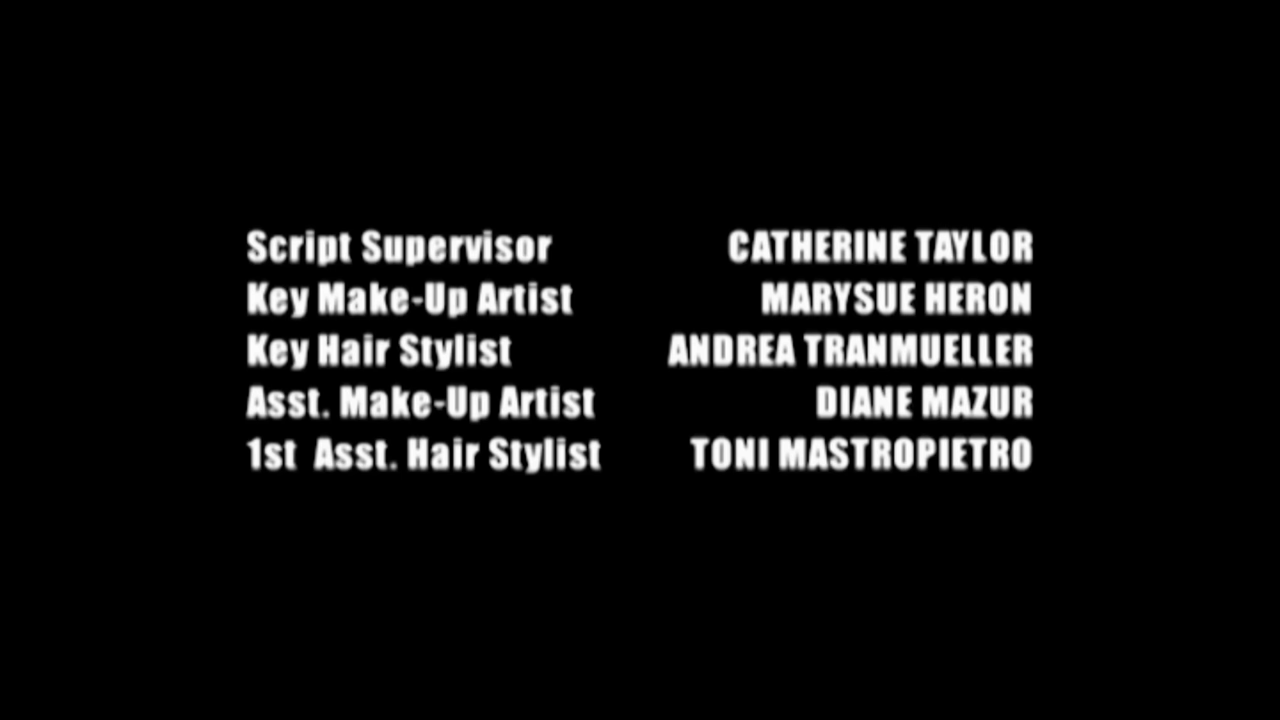 Script Supervisor CATHERINE TAYLOR
Key Make-Up Artist MARYSUE HERON
Key Hair Stylist ANDREA TRANMUELLER
Asst. Make-Up Artist DIANE MAZUR
1st Asst. Hair Stylist TONI MASTROPIETRO